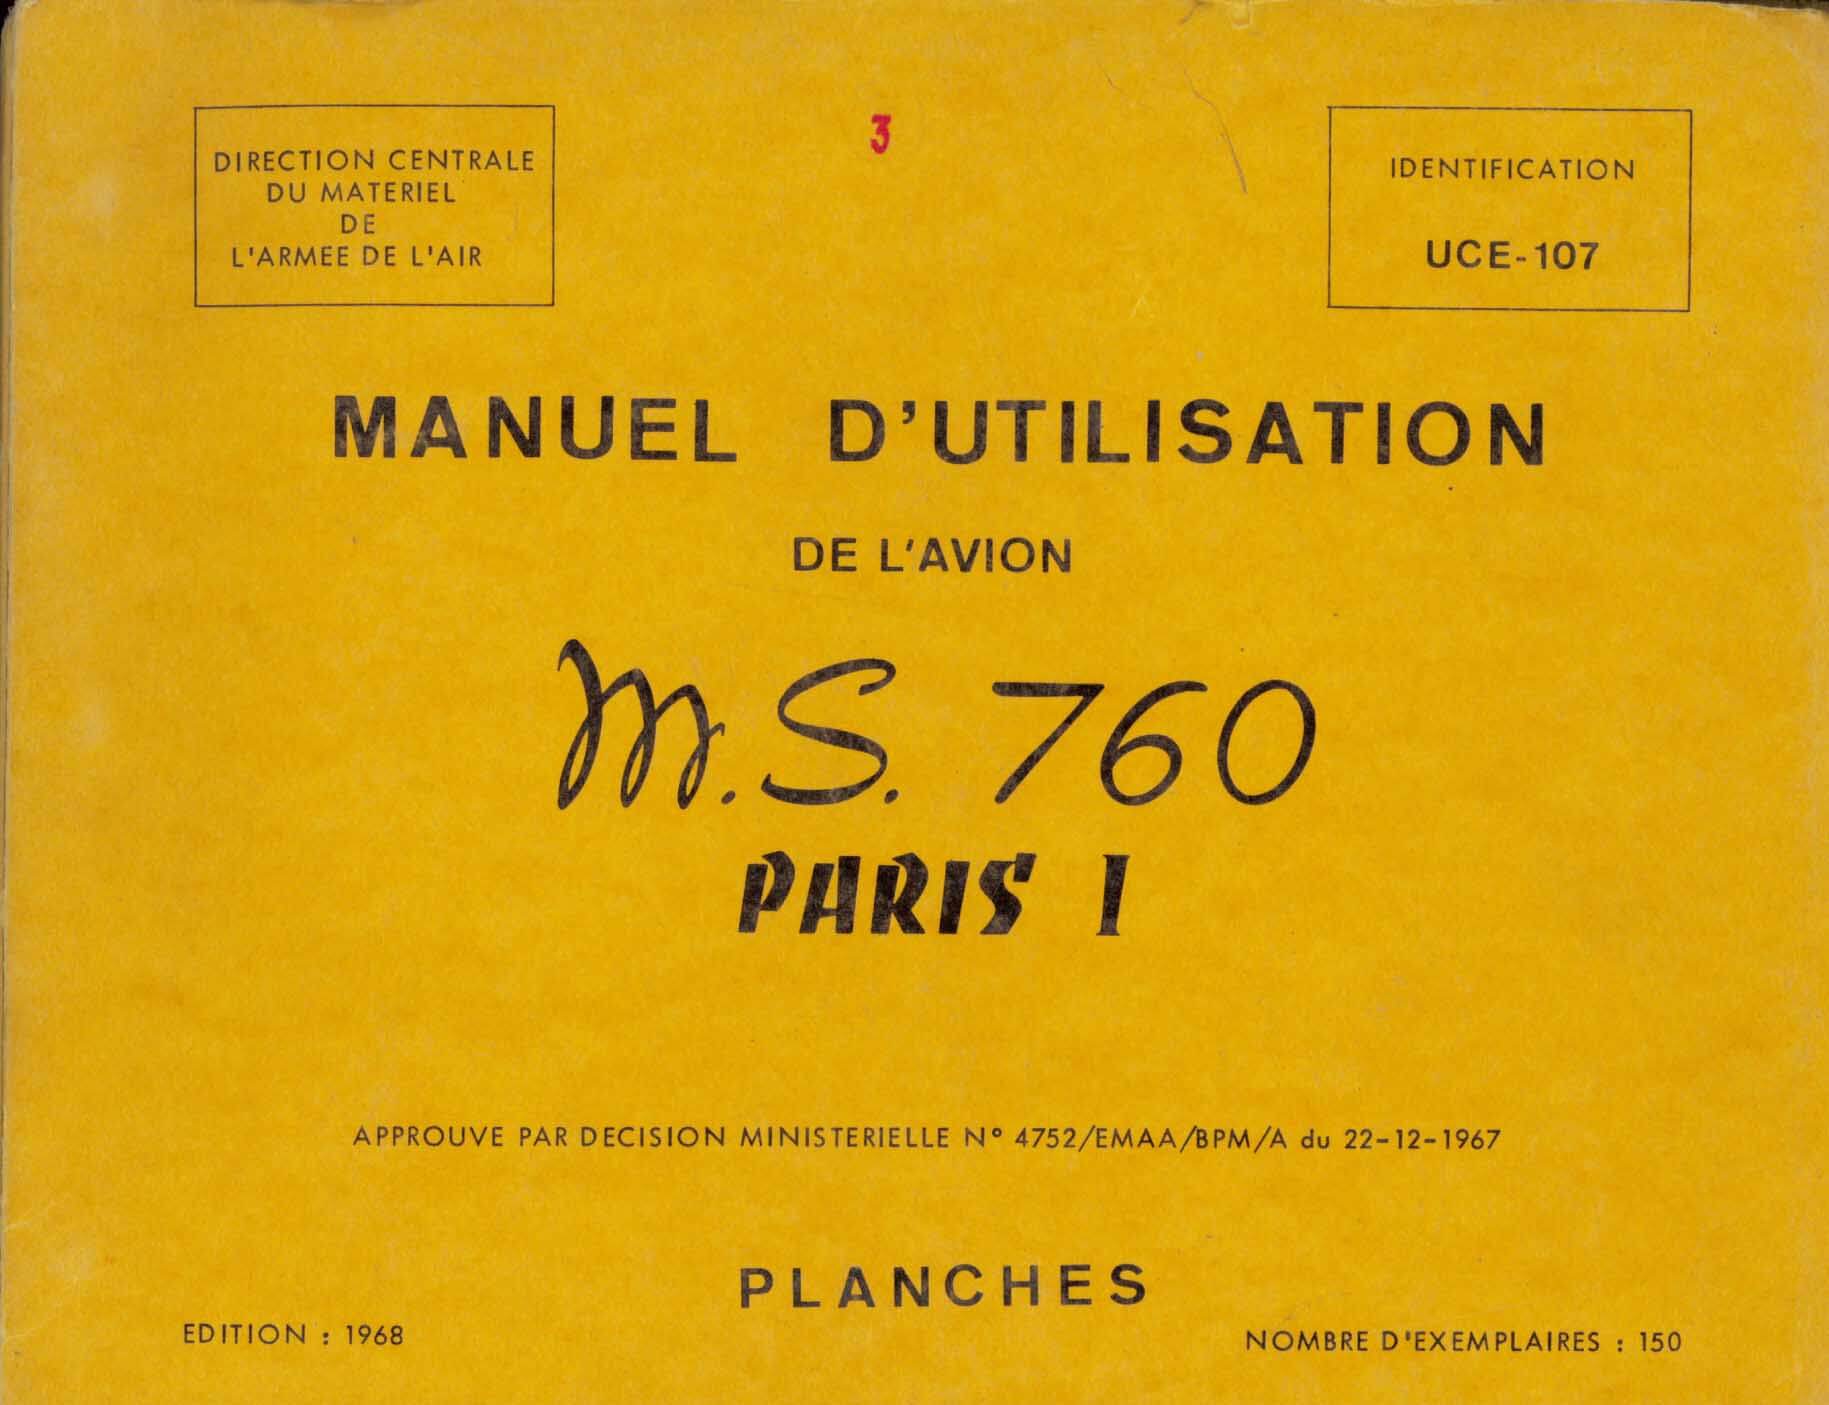 DIRECTION CENTRALE
DU MATERIEL
DE
L'ARMEE DE L'AIR
3
IDENTIFICATION
UCE-107
MANUEL D'UTILISATION
DE L'AVION
M.S. 760
PARIS I
APPROUVE PAR DECISION MINISTERIELLE N° 4752/EMAA/BPM/A du 22-12-1967
PLANCHES
EDITION : 1968
NOMBRE D'EXEMPLAIRES : 150